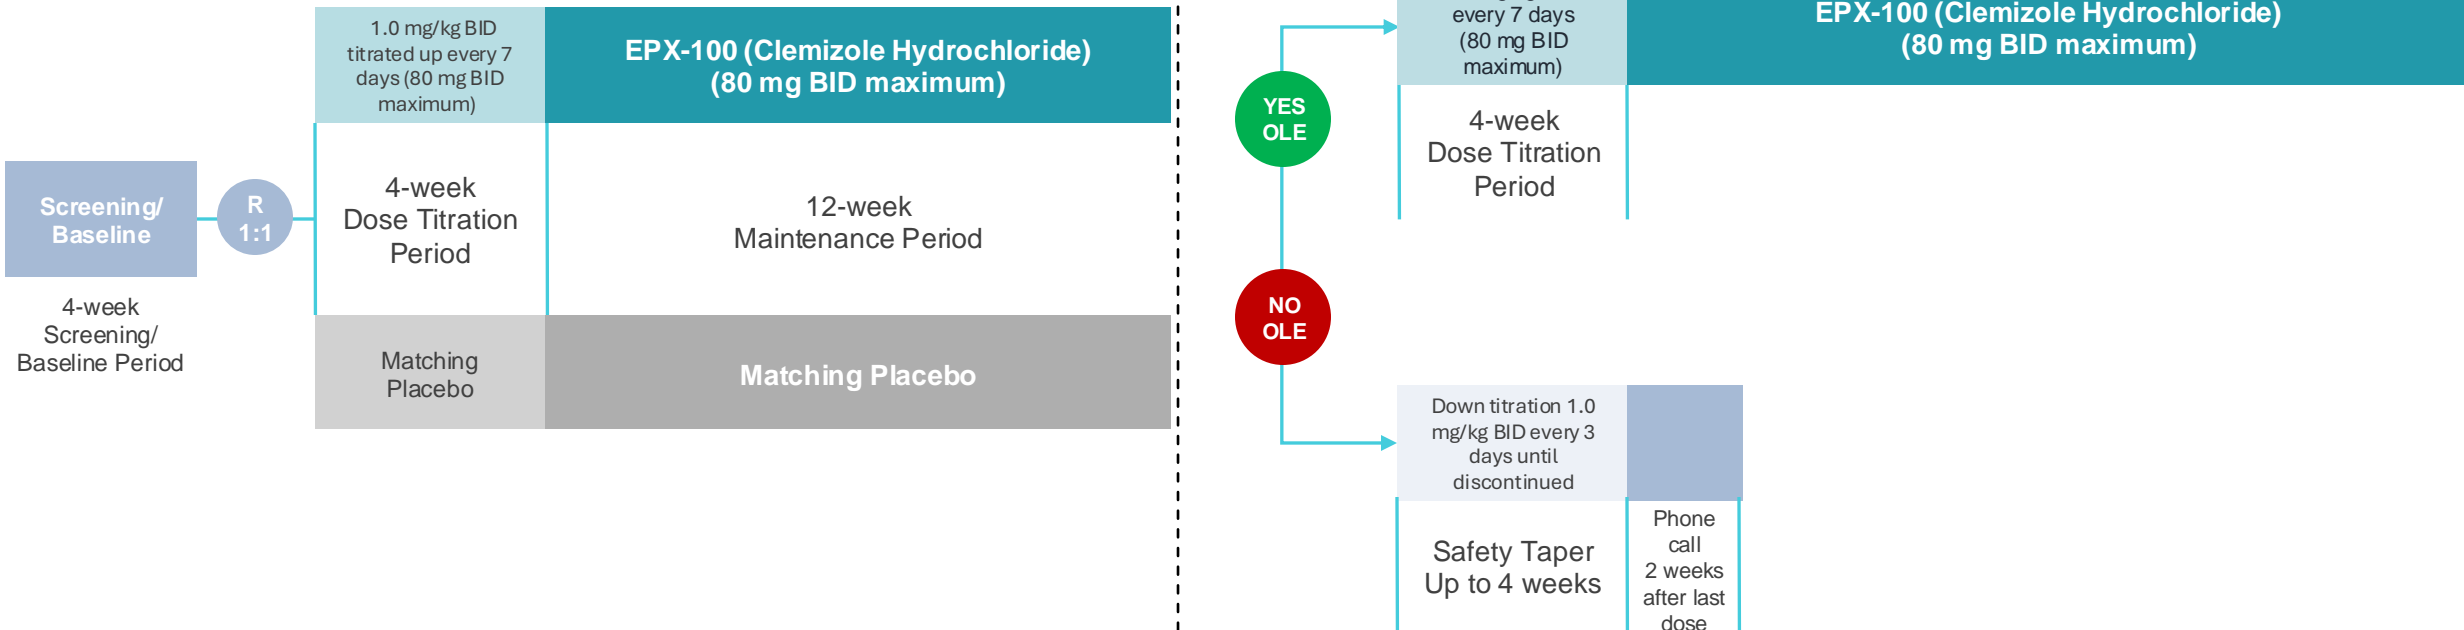 1.0 mg/kg BID
titrated up every 7
days (80 mg BID
maximum)
EPX-100 (Clemizole Hydrochloride)
(80 mg BID maximum)
Screening/
Baseline
R
1:1
4-week
Screening/
Baseline Period
4-week
Dose Titration
Period
12-week
Maintenance Period
Matching
Placebo
Matching Placebo
YES
OLE
NO
OLE
every 7 days
(80 mg BID
maximum)
EPX-100 (Clemizole Hydrochloride)
(80 mg BID maximum)
4-week
Dose Titration
Period
Down titration 1.0
mg/kg BID every 3
days until
discontinued
Safety Taper
Up to 4 weeks
Phone
call
2 weeks
after last
dose